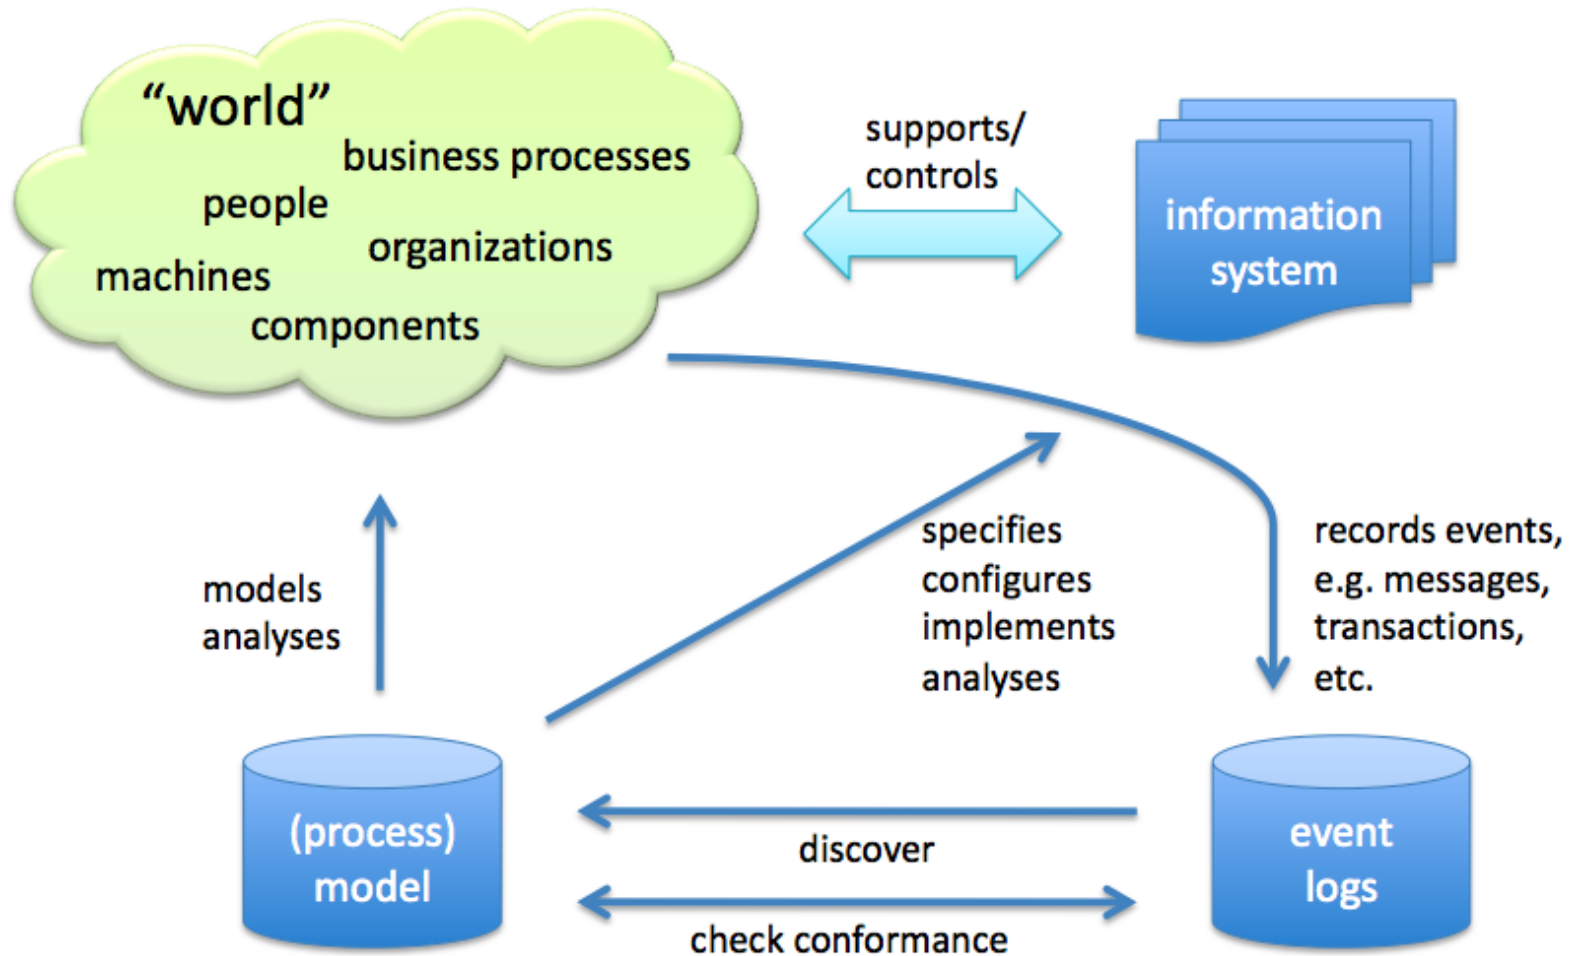 “world”
business processes
people
organizations
machines
components
supports/
controls
information
system
models
analyses
specifies
configures
implements
analyses
records events,
e.g. messages,
transactions,
etc.
(process)
model
discover
check conformance
event
logs